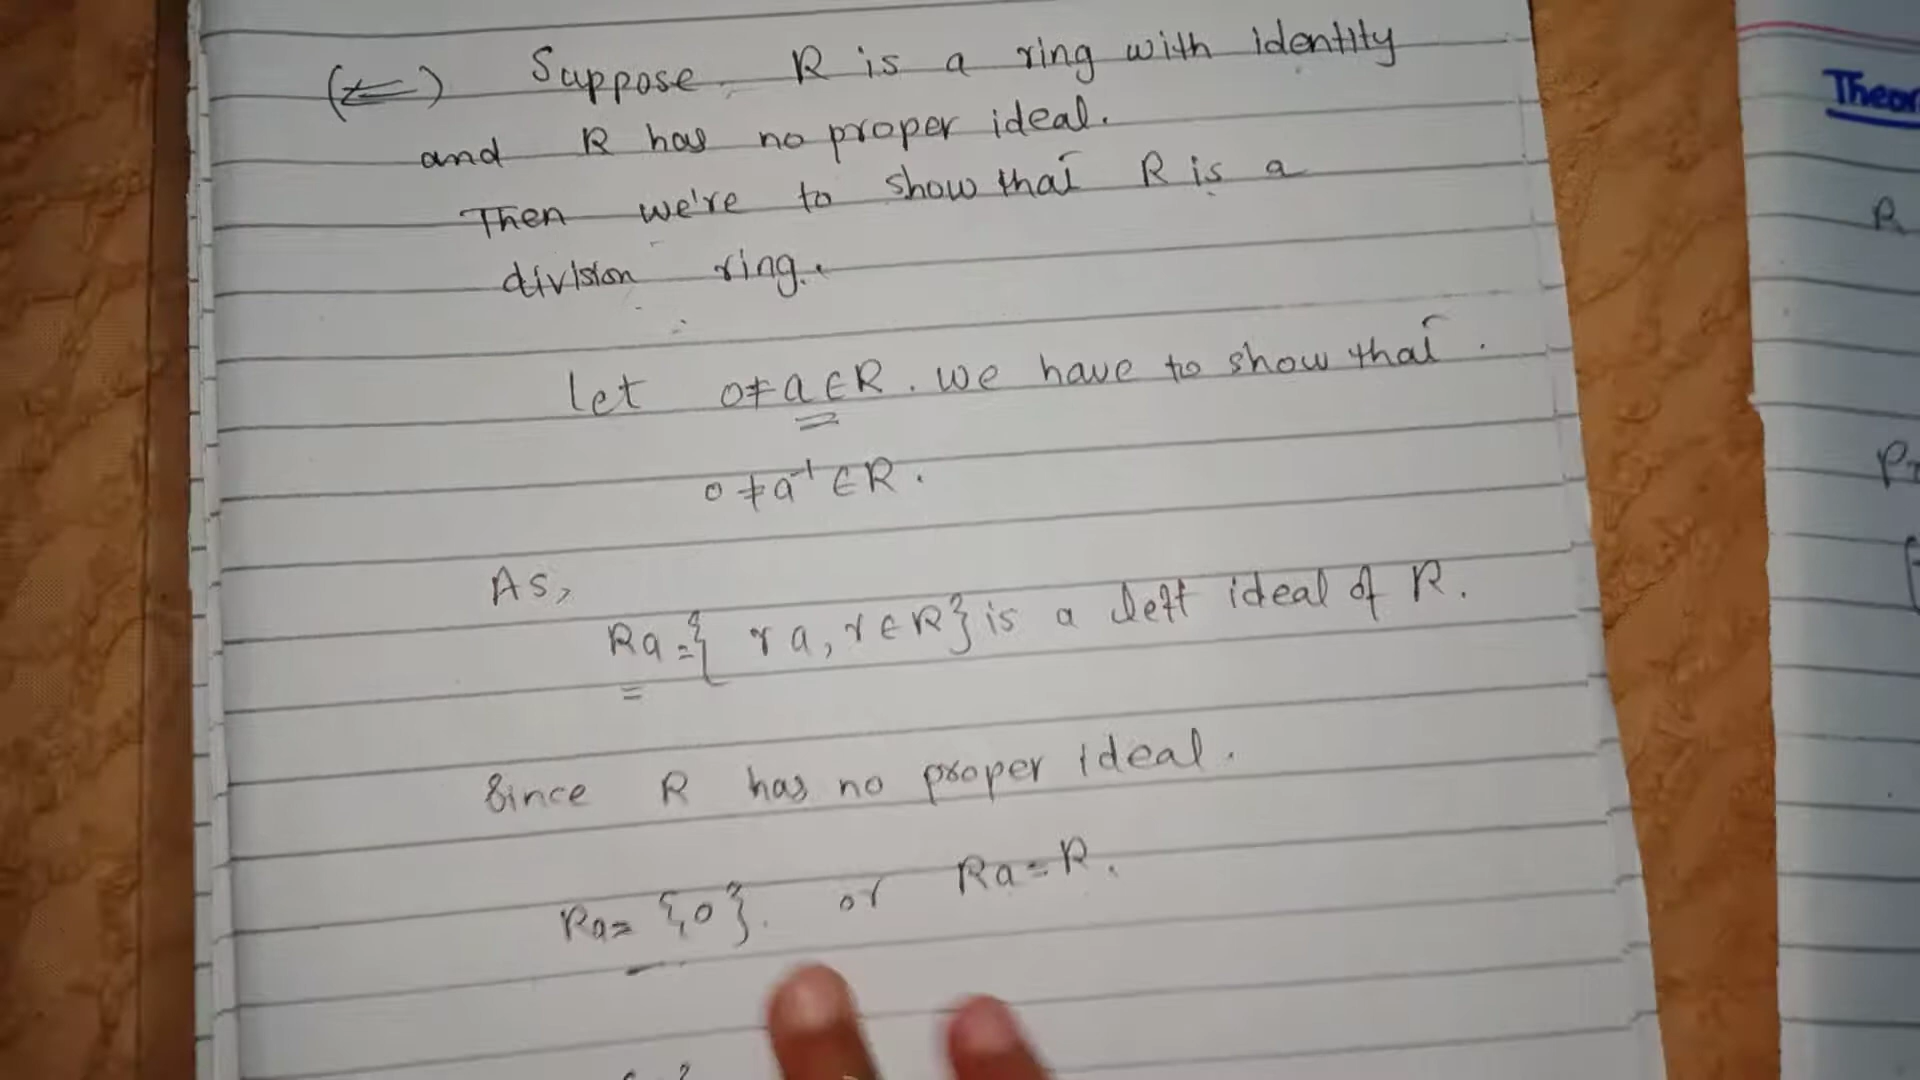 (⇐) Suppose R is a ring with identity
and R has no proper ideal.
Then we're to show that R is a
division ring.
Let 0≠a∈R. we have to show that
0≠a⁻¹∈R.
As,
Ra={ra, r∈R} is a left ideal of R.
Since R has no proper ideal.
Ra={0}. or Ra=R.
Theor
R